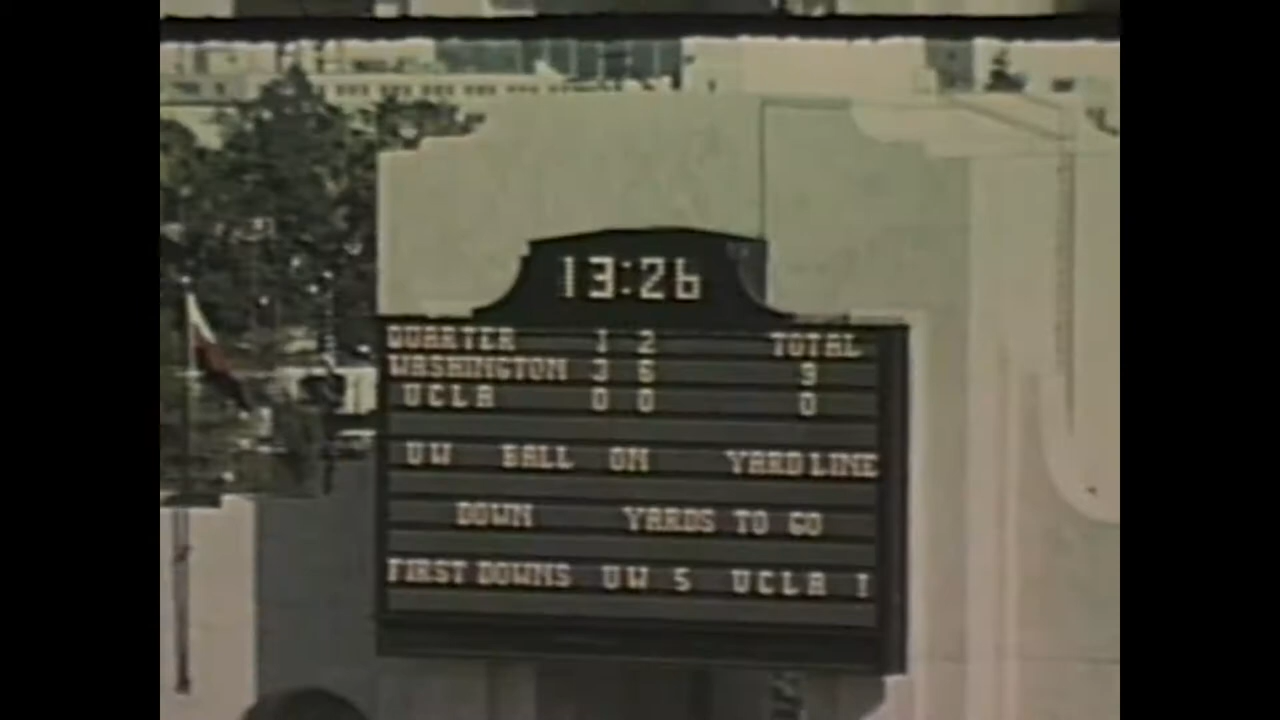 13:26
QUARTER 1 2 TOTAL
WASHINGTON 3 6 9
UCLA 0 0 0
UW BALL ON YARD LINE
DOWN YARDS TO GO
FIRST DOWNS UW 5 UCLA 1